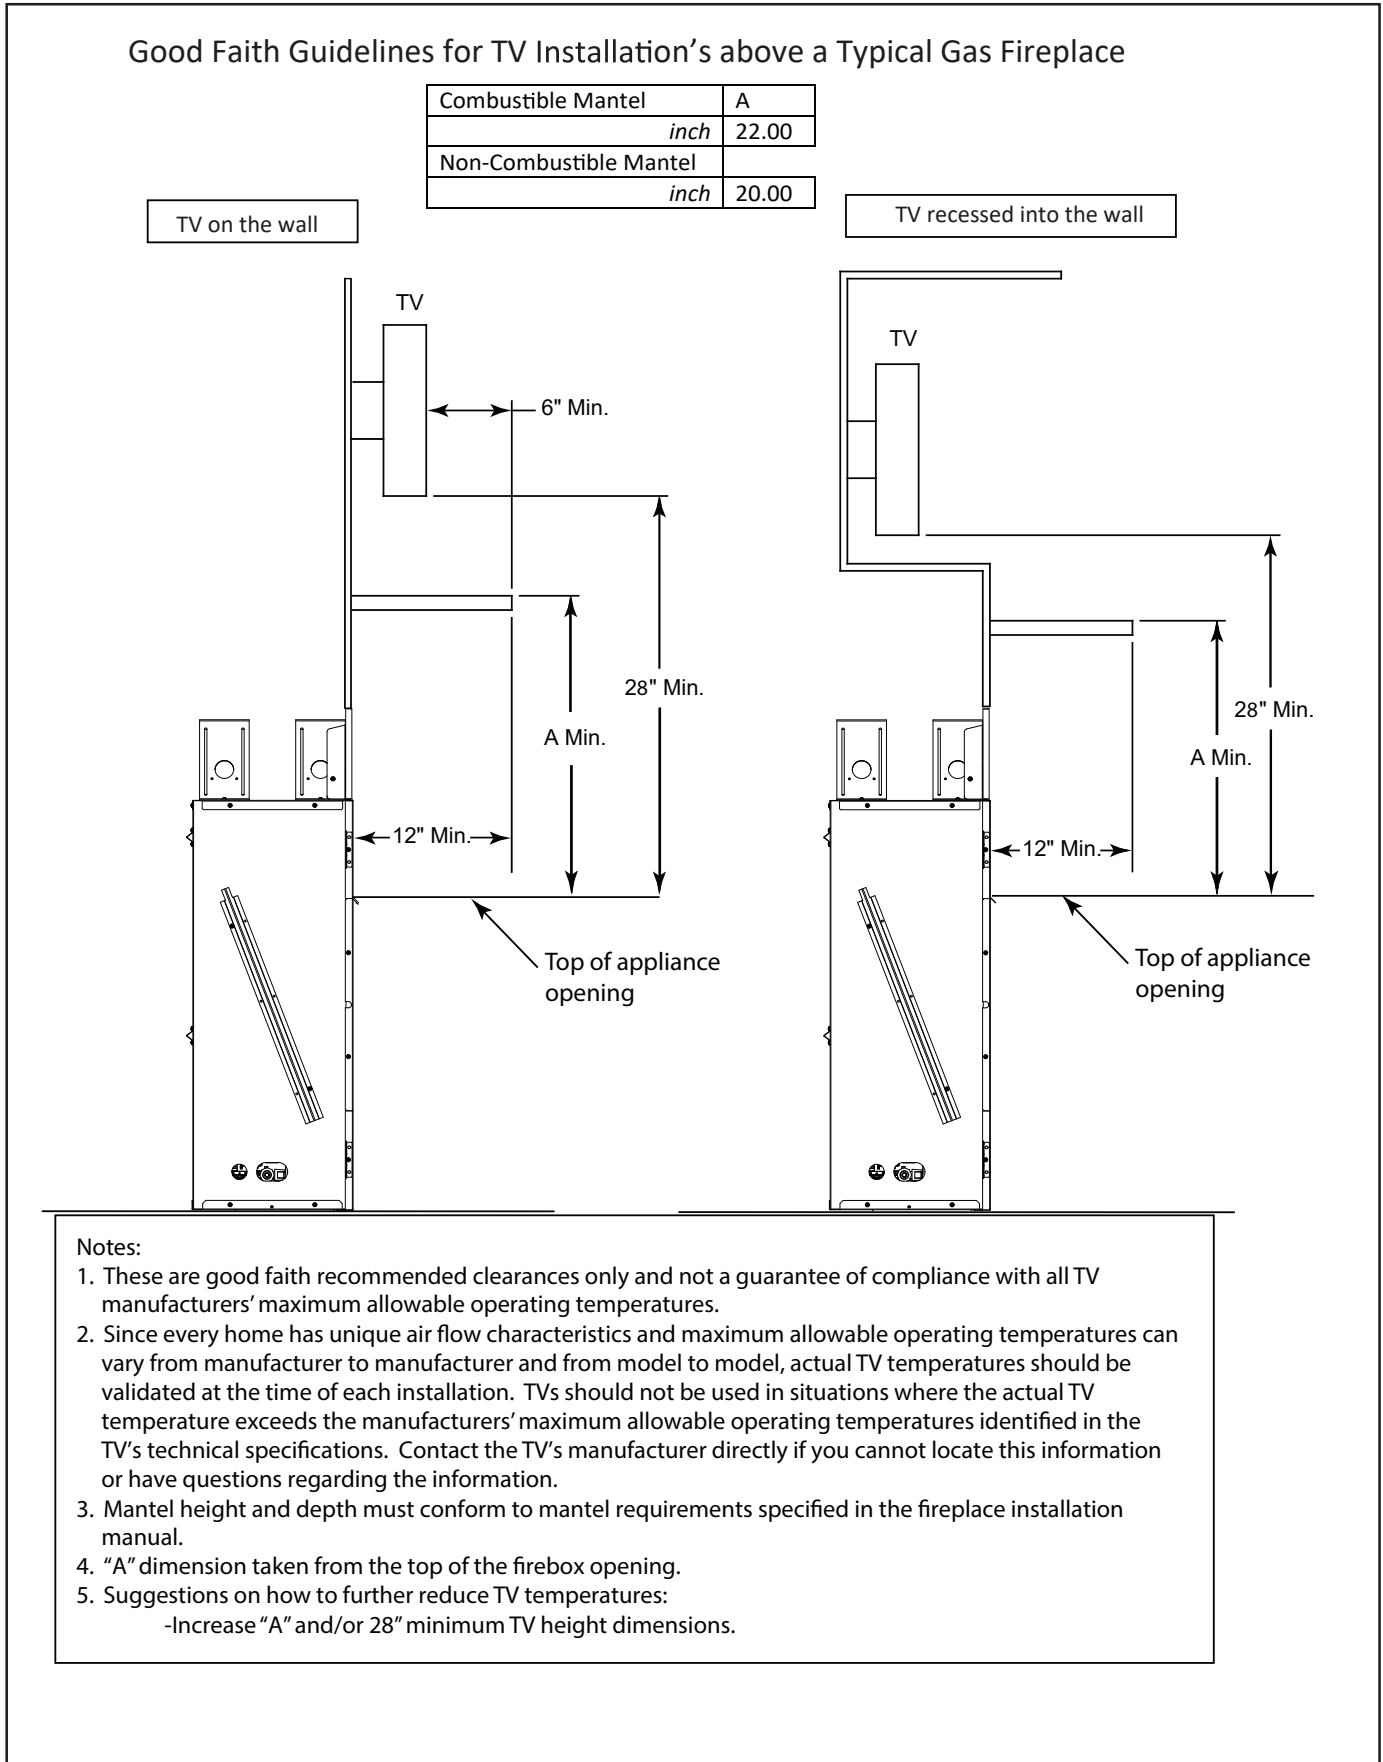 Good Faith Guidelines for TV Installation's above a Typical Gas Fireplace
Combustible Mantel A
inch 22.00
Non-Combustible Mantel
inch 20.00
TV on the wall
TV
6" Min.
28" Min.
A Min.
12" Min.
Top of appliance
opening
TV recessed into the wall
TV
28" Min.
A Min.
12" Min.
Top of appliance
opening
Notes:
1. These are good faith recommended clearances only and not a guarantee of compliance with all TV
manufacturers’ maximum allowable operating temperatures.
2. Since every home has unique air flow characteristics and maximum allowable operating temperatures can
vary from manufacturer to manufacturer and from model to model, actual TV temperatures should be
validated at the time of each installation. TVs should not be used in situations where the actual TV
temperature exceeds the manufacturers’ maximum allowable operating temperatures identified in the
TV’s technical specifications. Contact the TV’s manufacturer directly if you cannot locate this information
or have questions regarding the information.
3. Mantel height and depth must conform to mantel requirements specified in the fireplace installation
manual.
4. “A” dimension taken from the top of the firebox opening.
5. Suggestions on how to further reduce TV temperatures:
-Increase “A” and/or 28” minimum TV height dimensions.